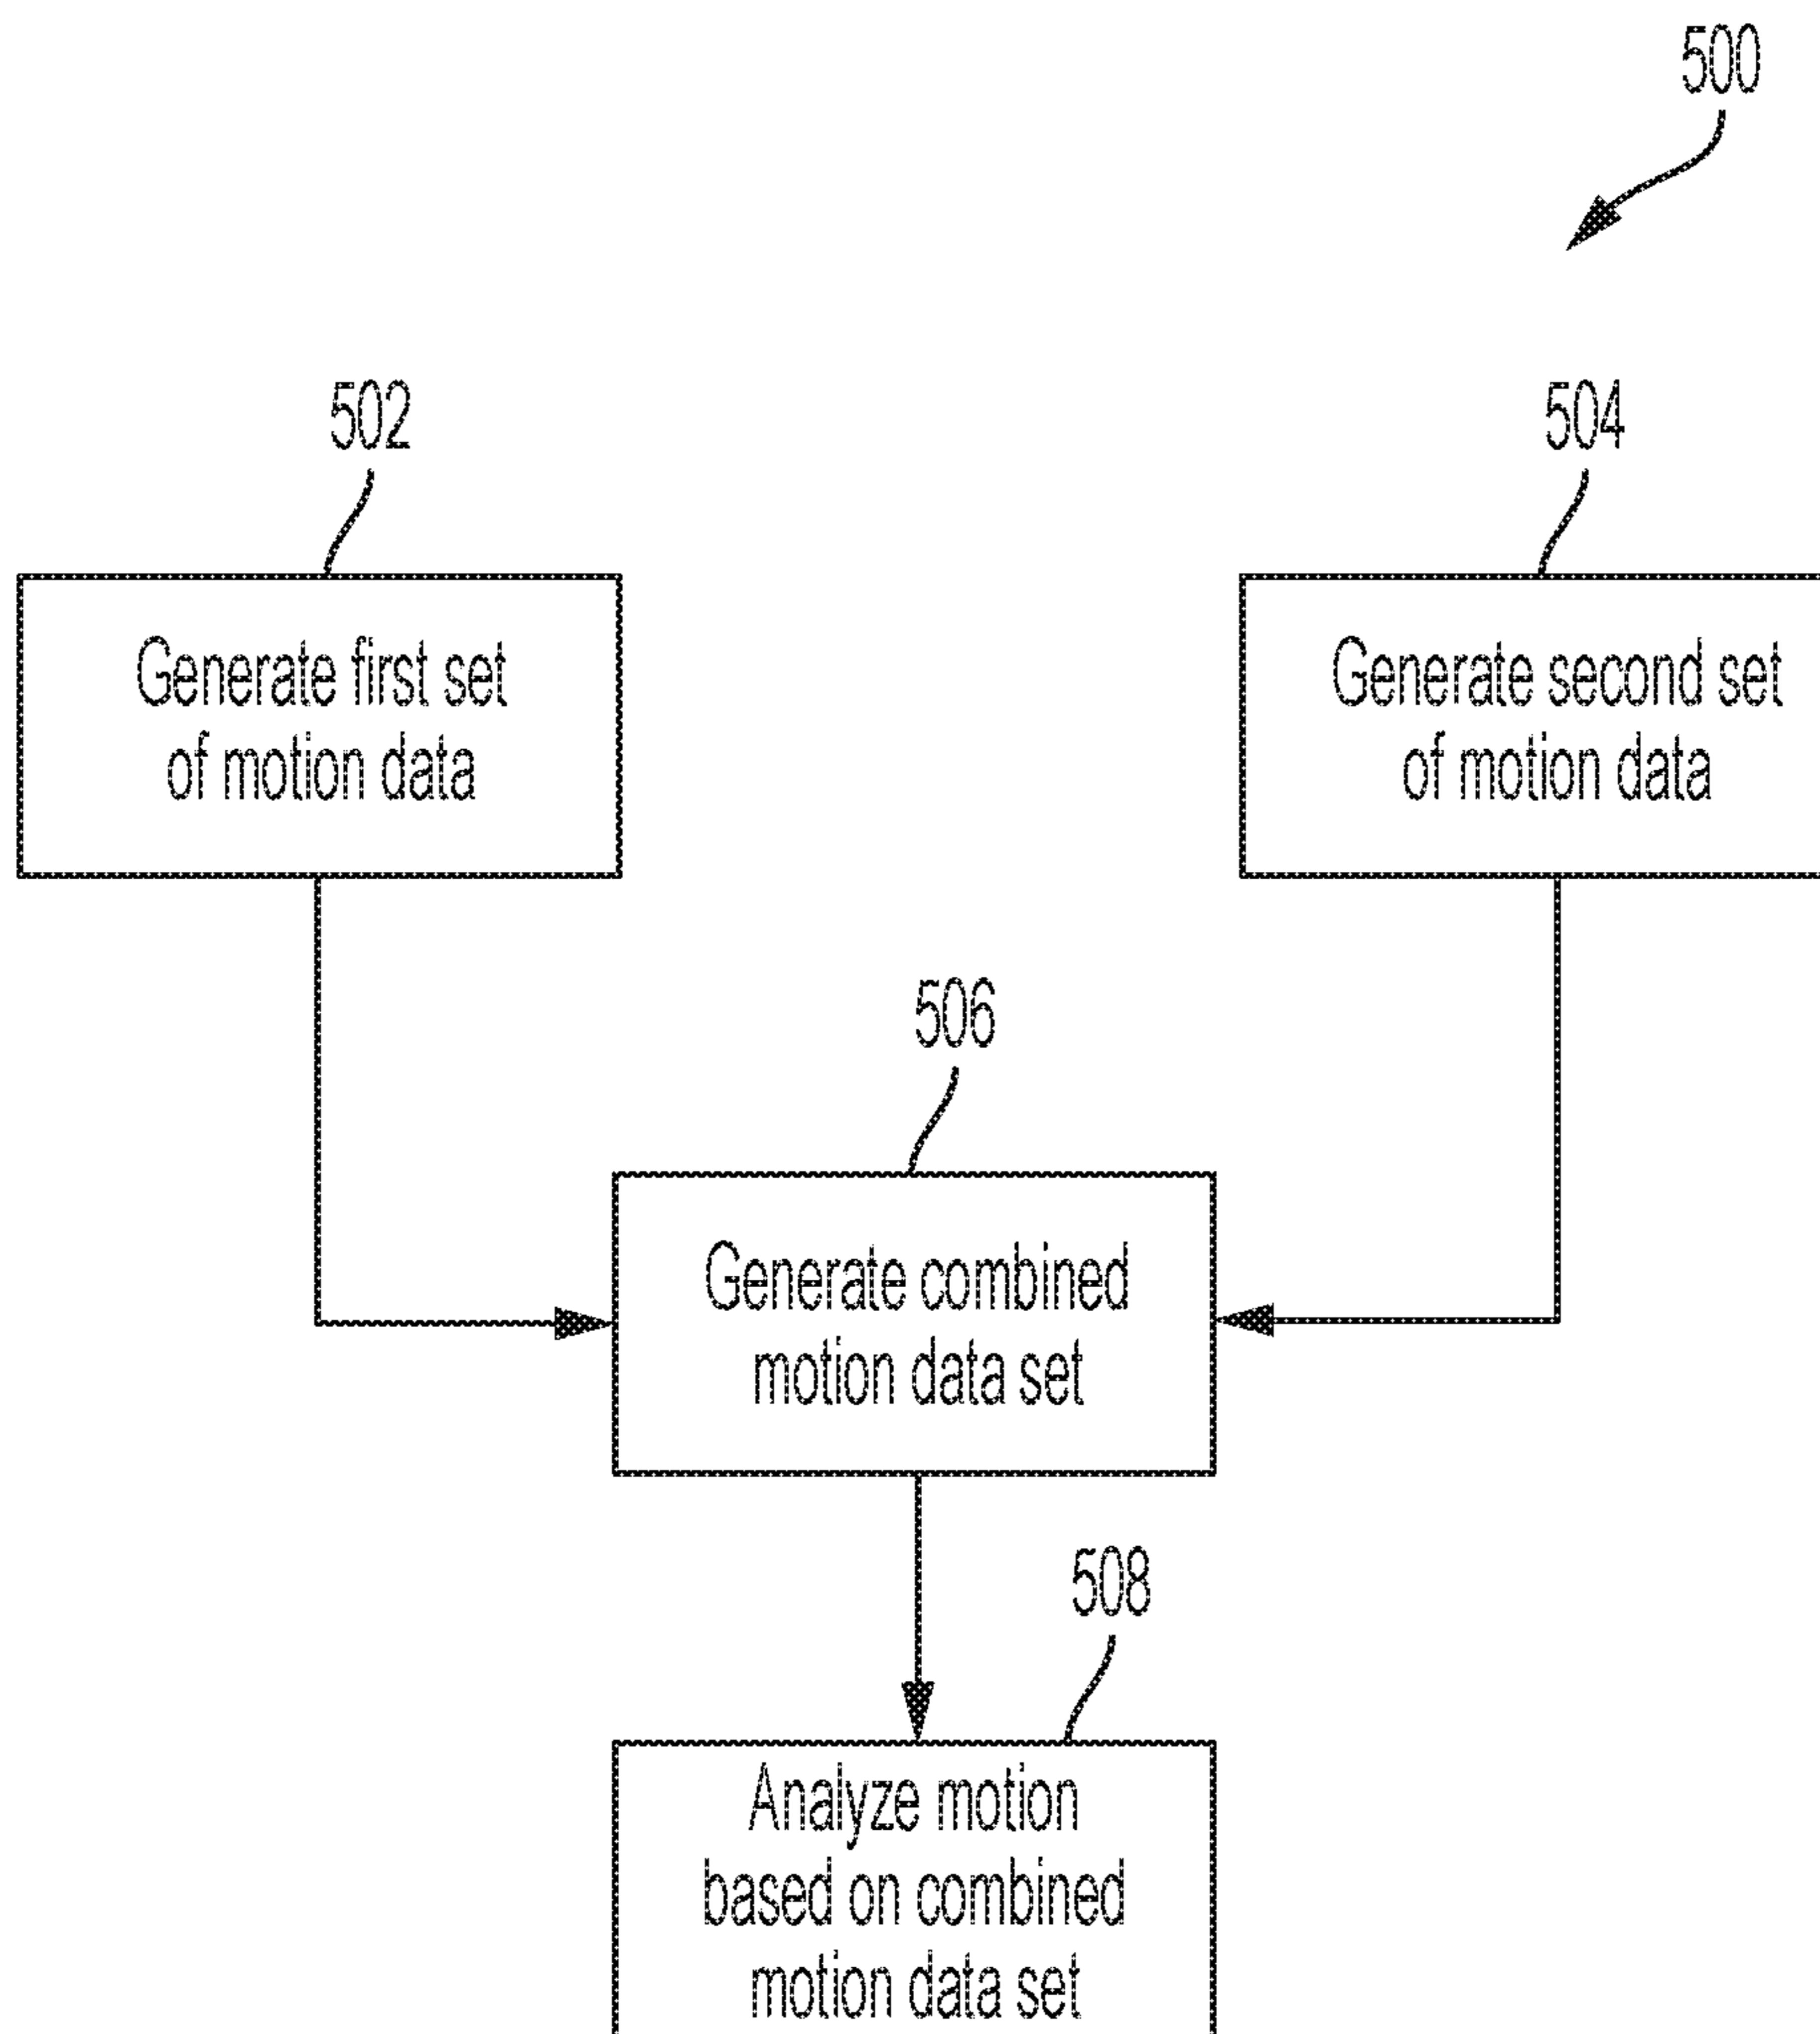 500
502
504
Generate first set
of motion data
Generate second set
of motion data
506
Generate combined
motion data set
508
Analyze motion
based on combined
motion data set